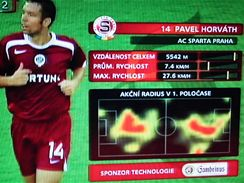 2
14 PAVEL HORVÁTH
AC SPARTA PRAHA
VZDÁLENOST CELKEM 5542 M
PRŮM. RYCHLOST 7.4 KM/H
MAX. RYCHLOST 27.6 KM/H
AKČNÍ RADIUS V 1. POLOČASE
FORTUNA
14
SPONZOR TECHNOLOGIE Gambrinus